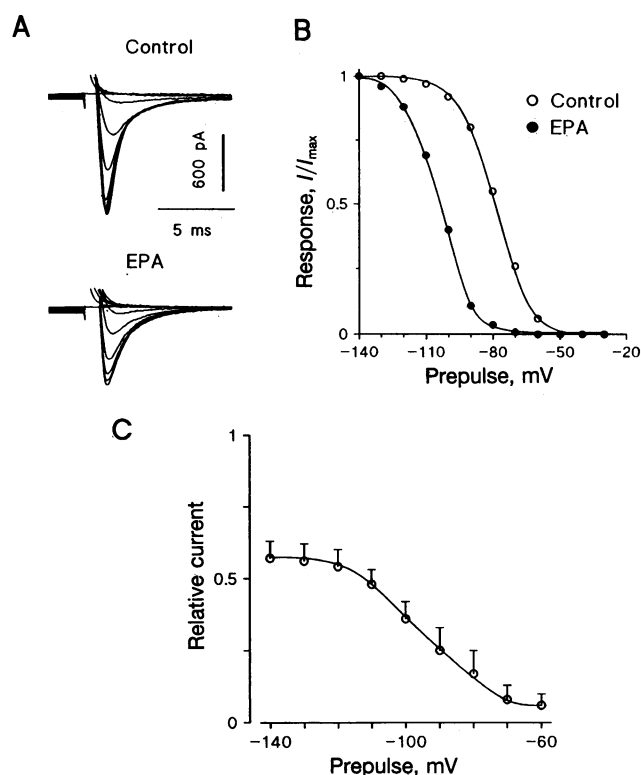 A
Control
600 pA
5 ms
EPA
B
Response, I/Imax
1
0.5
0
−140 −110 −80 −50 −20
Prepulse, mV
Control
EPA
C
Relative current
1
0.5
0
−140 −100 −60
Prepulse, mV